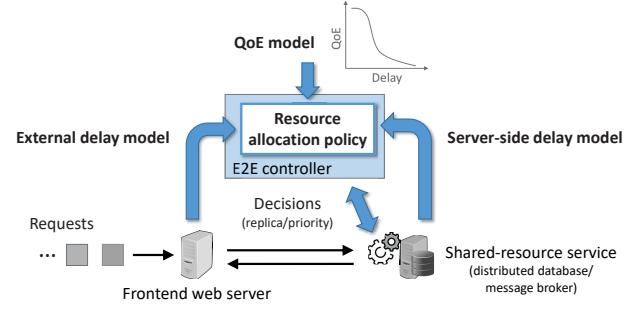 QoE model
QoE
Delay
External delay model
Resource
allocation policy
Server-side delay model
E2E controller
Requests
Decisions
(replica/priority)
...
Frontend web server
Shared-resource service
(distributed database/
message broker)